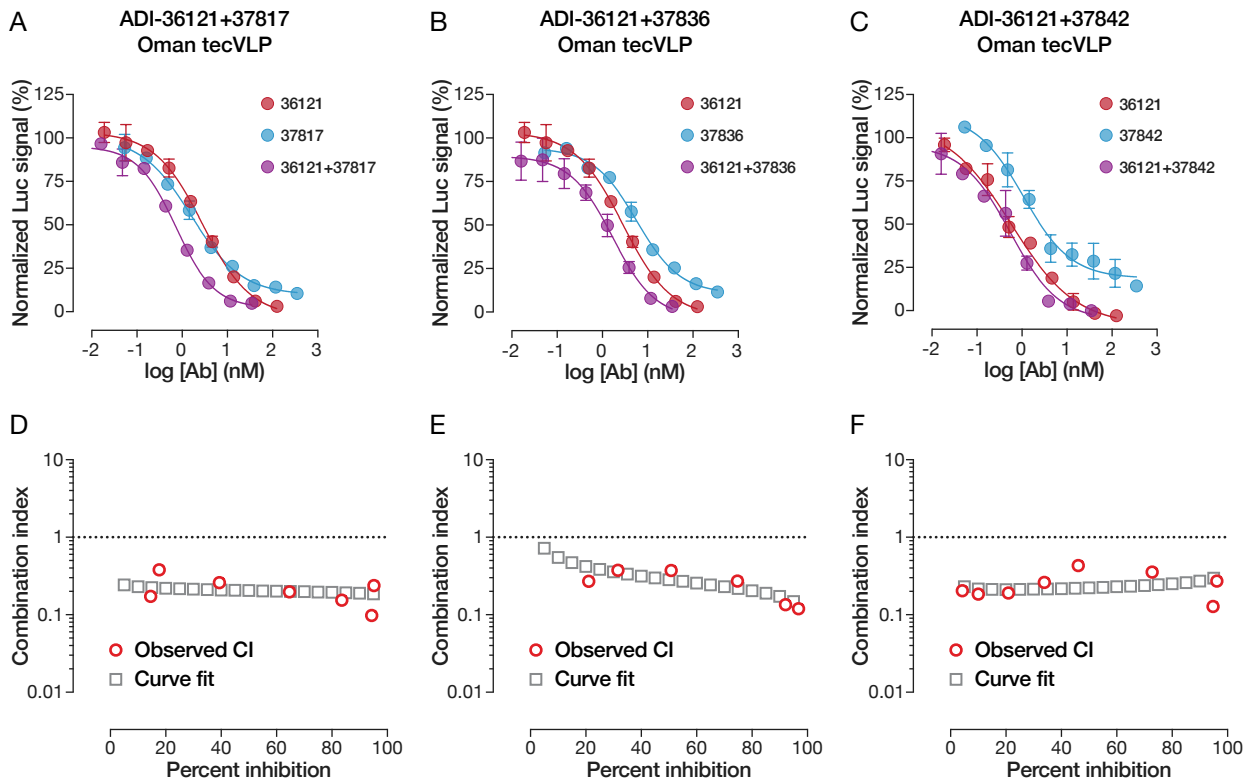 A
ADI-36121+37817
Oman tecVLP
Normalized Luc signal (%)
125
100
75
50
25
0
36121
37817
36121+37817
-2
-1
0
1
2
3
log [Ab] (nM)
B
ADI-36121+37836
Oman tecVLP
Normalized Luc signal (%)
125
100
75
50
25
0
36121
37836
36121+37836
-2
-1
0
1
2
3
log [Ab] (nM)
C
ADI-36121+37842
Oman tecVLP
Normalized Luc signal (%)
125
100
75
50
25
0
36121
37842
36121+37842
-2
-1
0
1
2
3
log [Ab] (nM)
D
Combination index
10
1
0.1
0.01
Observed CI
Curve fit
0
20
40
60
80
100
Percent inhibition
E
Combination index
10
1
0.1
0.01
Observed CI
Curve fit
0
20
40
60
80
100
Percent inhibition
F
Combination index
10
1
0.1
0.01
Observed CI
Curve fit
0
20
40
60
80
100
Percent inhibition